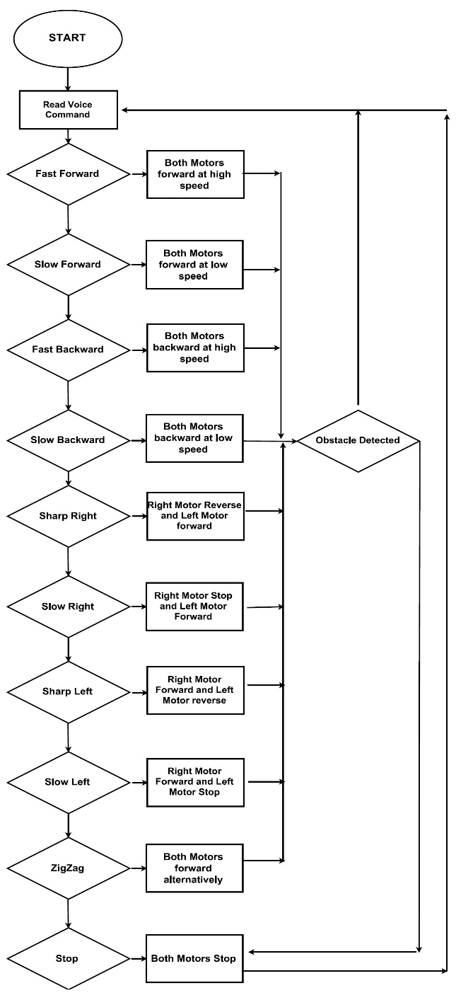 START
Read Voice
Command
Fast Forward
Both Motors
forward at high
speed
Slow Forward
Both Motors
forward at low
speed
Fast Backward
Both Motors
backward at high
speed
Slow Backward
Both Motors
backward at low
speed
Obstacle Detected
Sharp Right
Right Motor Reverse
and Left Motor
forward
Slow Right
Right Motor Stop
and Left Motor
Forward
Sharp Left
Right Motor
Forward and Left
Motor reverse
Slow Left
Right Motor
Forward and Left
Motor Stop
ZigZag
Both Motors
forward
alternatively
Stop
Both Motors Stop